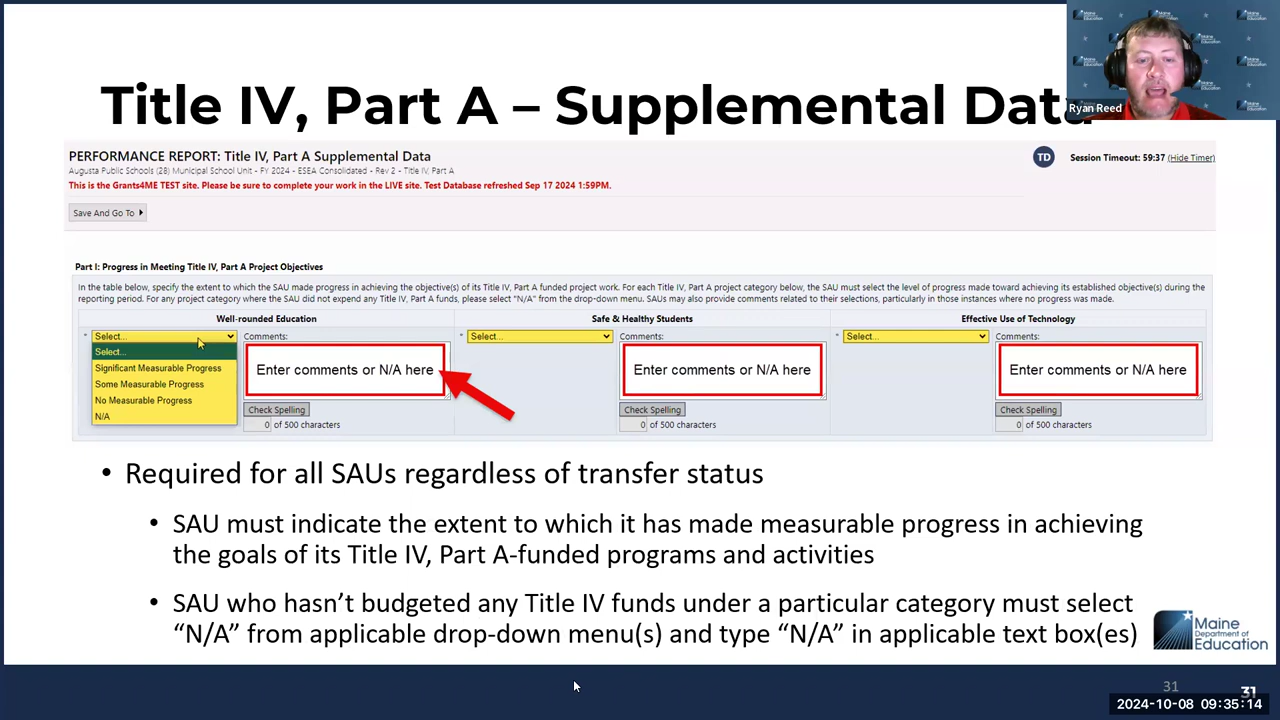 Title IV, Part A – Supplemental Data
Ryan Reed
PERFORMANCE REPORT: Title IV, Part A Supplemental Data
Augusta Public Schools (28) Municipal School Unit - FY 2024 - ESEA Consolidated - Rev 2 - Title IV, Part A
This is the Grants4ME TEST site. Please be sure to complete your work in the LIVE site. Test Database refreshed Sep 17 2024 1:59PM.
TD
Session Timeout: 59:37 (Hide Timer)
Save And Go To
Part I: Progress in Meeting Title IV, Part A Project Objectives
In the table below, specify the extent to which the SAU made progress in achieving the objective(s) of its Title IV, Part A funded project work. For each Title IV, Part A project category below, the SAU must select the level of progress made toward achieving its established objective(s) during the
reporting period. For any project category where the SAU did not expend any Title IV, Part A funds, please select "N/A" from the drop-down menu. SAUs may also provide comments related to their selections, particularly in those instances where no progress was made.
Well-rounded Education
Safe & Healthy Students
Effective Use of Technology
* Select...
Comments:
* Select...
Comments:
* Select...
Comments:
Select...
Significant Measurable Progress
Some Measurable Progress
No Measurable Progress
N/A
Enter comments or N/A here
Enter comments or N/A here
Enter comments or N/A here
Check Spelling
Check Spelling
Check Spelling
0 of 500 characters
0 of 500 characters
0 of 500 characters
• Required for all SAUs regardless of transfer status
• SAU must indicate the extent to which it has made measurable progress in achieving
the goals of its Title IV, Part A-funded programs and activities
• SAU who hasn't budgeted any Title IV funds under a particular category must select
"N/A" from applicable drop-down menu(s) and type "N/A" in applicable text box(es)
Maine
Department of
Education
31
31
2024-10-08 09:35:14